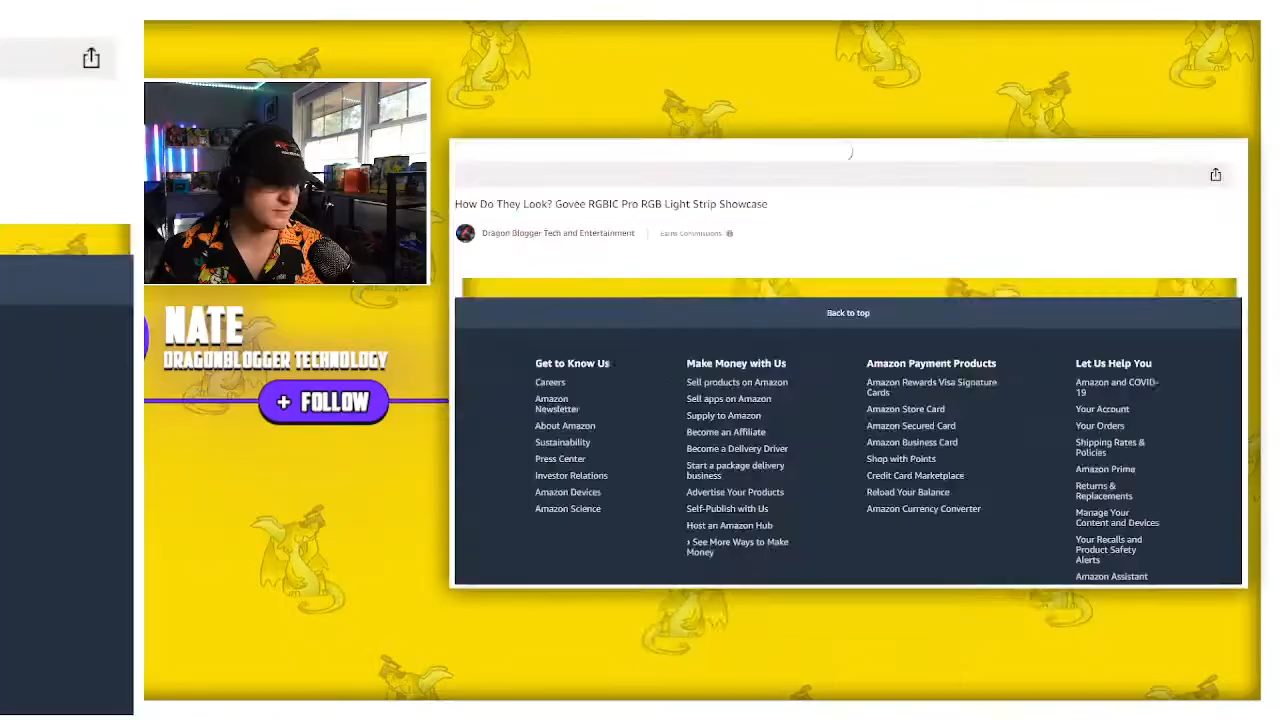 How Do They Look? Govee RGBIC Pro RGB Light Strip Showcase
Dragon Blogger Tech and Entertainment
Earns Commissions
NATE
DRAGONBLOGGER TECHNOLOGY
+ FOLLOW
Back to top
Get to Know Us
Careers
Amazon
Newsletter
About Amazon
Sustainability
Press Center
Investor Relations
Amazon Devices
Amazon Science
Make Money with Us
Sell products on Amazon
Sell apps on Amazon
Supply to Amazon
Become an Affiliate
Become a Delivery Driver
Start a package delivery
business
Advertise Your Products
Self-Publish with Us
Host an Amazon Hub
› See More Ways to Make
Money
Amazon Payment Products
Amazon Rewards Visa Signature
Cards
Amazon Store Card
Amazon Secured Card
Amazon Business Card
Shop with Points
Credit Card Marketplace
Reload Your Balance
Amazon Currency Converter
Let Us Help You
Amazon and COVID-
19
Your Account
Your Orders
Shipping Rates &
Policies
Amazon Prime
Returns &
Replacements
Manage Your
Content and Devices
Your Recalls and
Product Safety
Alerts
Amazon Assistant